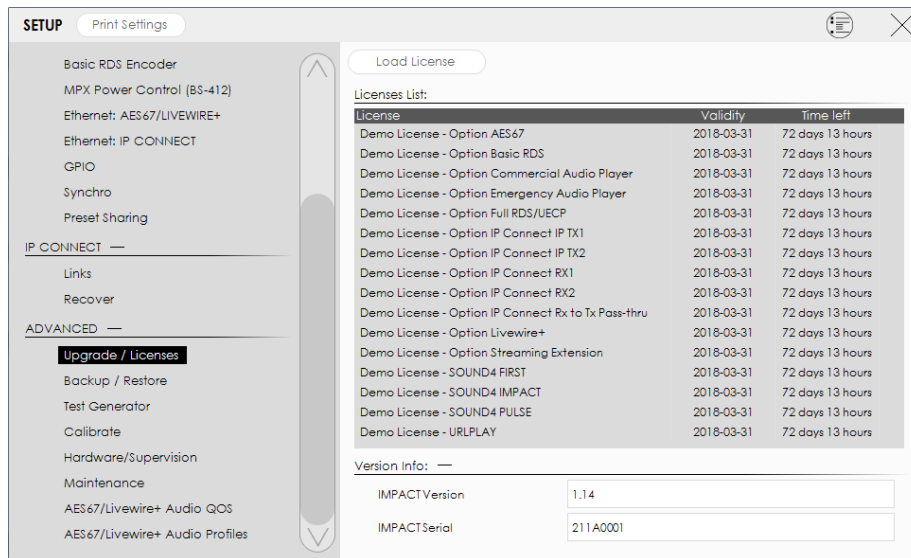 SETUP Print Settings
Basic RDS Encoder
MPX Power Control (BS-412)
Ethernet: AES67/LIVEWIRE+
Ethernet: IP CONNECT
GPIO
Synchro
Preset Sharing
IP CONNECT
Links
Recover
ADVANCED
Upgrade / Licenses
Backup / Restore
Test Generator
Calibrate
Hardware/Supervision
Maintenance
AES67/Livewire+ Audio QOS
AES67/Livewire+ Audio Profiles
Load License
Licenses List:
License Validity Time left
Demo License - Option AES67 2018-03-31 72 days 13 hours
Demo License - Option Basic RDS 2018-03-31 72 days 13 hours
Demo License - Option Commercial Audio Player 2018-03-31 72 days 13 hours
Demo License - Option Emergency Audio Player 2018-03-31 72 days 13 hours
Demo License - Option Full RDS/UECP 2018-03-31 72 days 13 hours
Demo License - Option IP Connect IP TX1 2018-03-31 72 days 13 hours
Demo License - Option IP Connect IP TX2 2018-03-31 72 days 13 hours
Demo License - Option IP Connect RX1 2018-03-31 72 days 13 hours
Demo License - Option IP Connect RX2 2018-03-31 72 days 13 hours
Demo License - Option IP Connect Rx to Tx Pass-thru 2018-03-31 72 days 13 hours
Demo License - Option Livewire+ 2018-03-31 72 days 13 hours
Demo License - Option Streaming Extension 2018-03-31 72 days 13 hours
Demo License - SOUND4 FIRST 2018-03-31 72 days 13 hours
Demo License - SOUND4 IMPACT 2018-03-31 72 days 13 hours
Demo License - SOUND4 PULSE 2018-03-31 72 days 13 hours
Demo License - URLPLAY 2018-03-31 72 days 13 hours
Version Info:
IMPACT Version 1.14
IMPACT Serial 211A0001